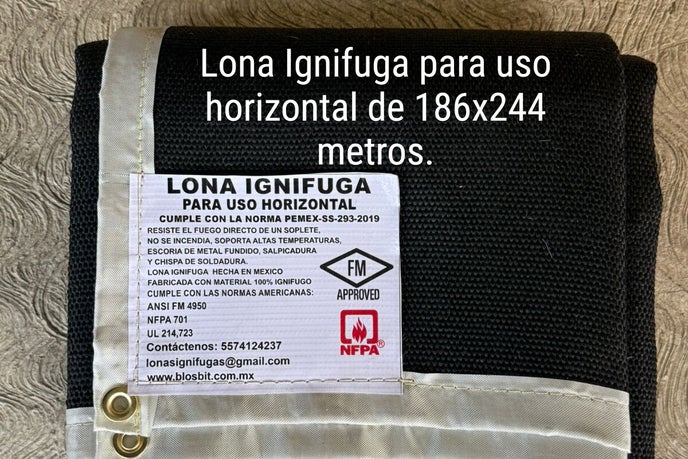 Lona Ignifuga para uso
horizontal de 186x244
metros.
LONA IGNIFUGA
PARA USO HORIZONTAL
CUMPLE CON LA NORMA PEMEX-SS-293-2019
RESISTE EL FUEGO DIRECTO DE UN SOPLETE,
NO SE INCENDIA, SOPORTA ALTAS TEMPERATURAS,
ESCORIA DE METAL FUNDIDO, SALPICADURA
Y CHISPA DE SOLDADURA.
LONA IGNIFUGA HECHA EN MEXICO
FABRICADA CON MATERIAL 100% IGNIFUGO
CUMPLE CON LAS NORMAS AMERICANAS:
ANSI FM 4950
NFPA 701
UL 214,723
Contáctenos: 5574124237
lonasignifugas@gmail.com
www.blosbit.com.mx
FM
APPROVED
NFPA®